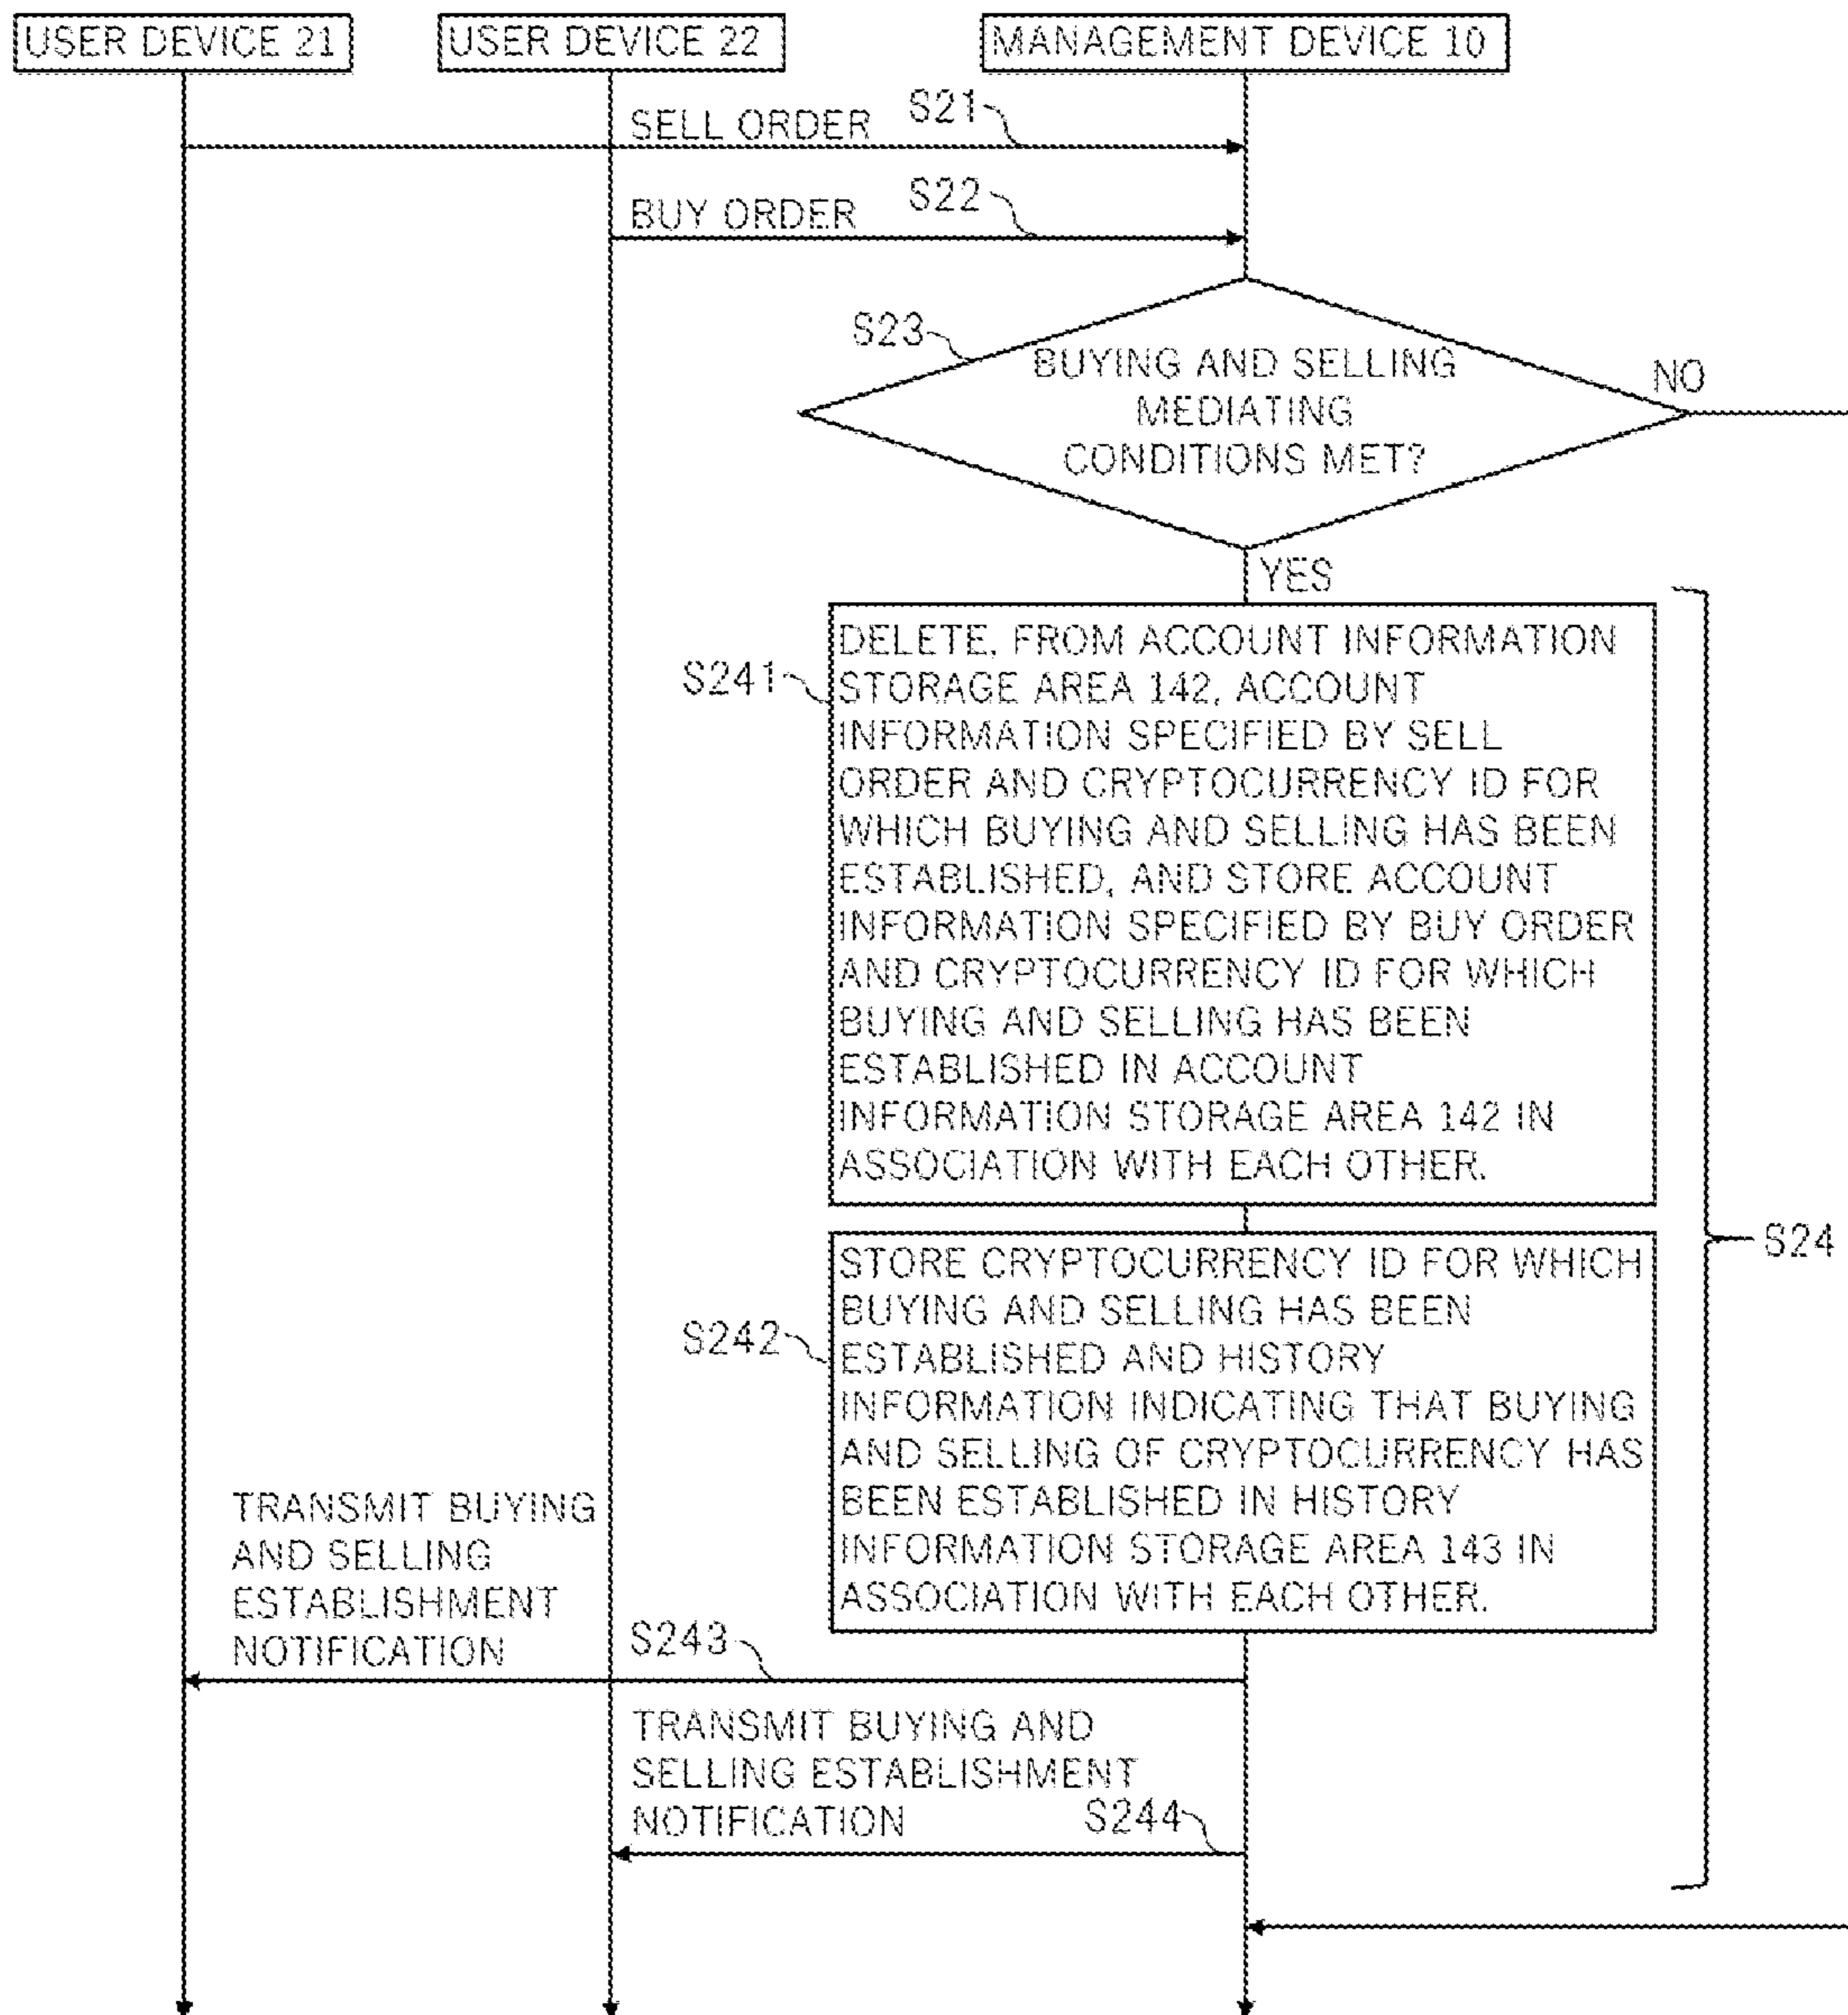 USER DEVICE 21
USER DEVICE 22
MANAGEMENT DEVICE 10
S21
SELL ORDER
S22
BUY ORDER
S23
BUYING AND SELLING
MEDIATING
CONDITIONS MET?
NO
YES
S241
DELETE, FROM ACCOUNT INFORMATION
STORAGE AREA 142, ACCOUNT
INFORMATION SPECIFIED BY SELL
ORDER AND CRYPTOCURRENCY ID FOR
WHICH BUYING AND SELLING HAS BEEN
ESTABLISHED, AND STORE ACCOUNT
INFORMATION SPECIFIED BY BUY ORDER
AND CRYPTOCURRENCY ID FOR WHICH
BUYING AND SELLING HAS BEEN
ESTABLISHED IN ACCOUNT
INFORMATION STORAGE AREA 142 IN
ASSOCIATION WITH EACH OTHER.
S24
S242
STORE CRYPTOCURRENCY ID FOR WHICH
BUYING AND SELLING HAS BEEN
ESTABLISHED AND HISTORY
INFORMATION INDICATING THAT BUYING
AND SELLING OF CRYPTOCURRENCY HAS
BEEN ESTABLISHED IN HISTORY
INFORMATION STORAGE AREA 143 IN
ASSOCIATION WITH EACH OTHER.
TRANSMIT BUYING
AND SELLING
ESTABLISHMENT
NOTIFICATION
S243
TRANSMIT BUYING AND
SELLING ESTABLISHMENT
NOTIFICATION
S244